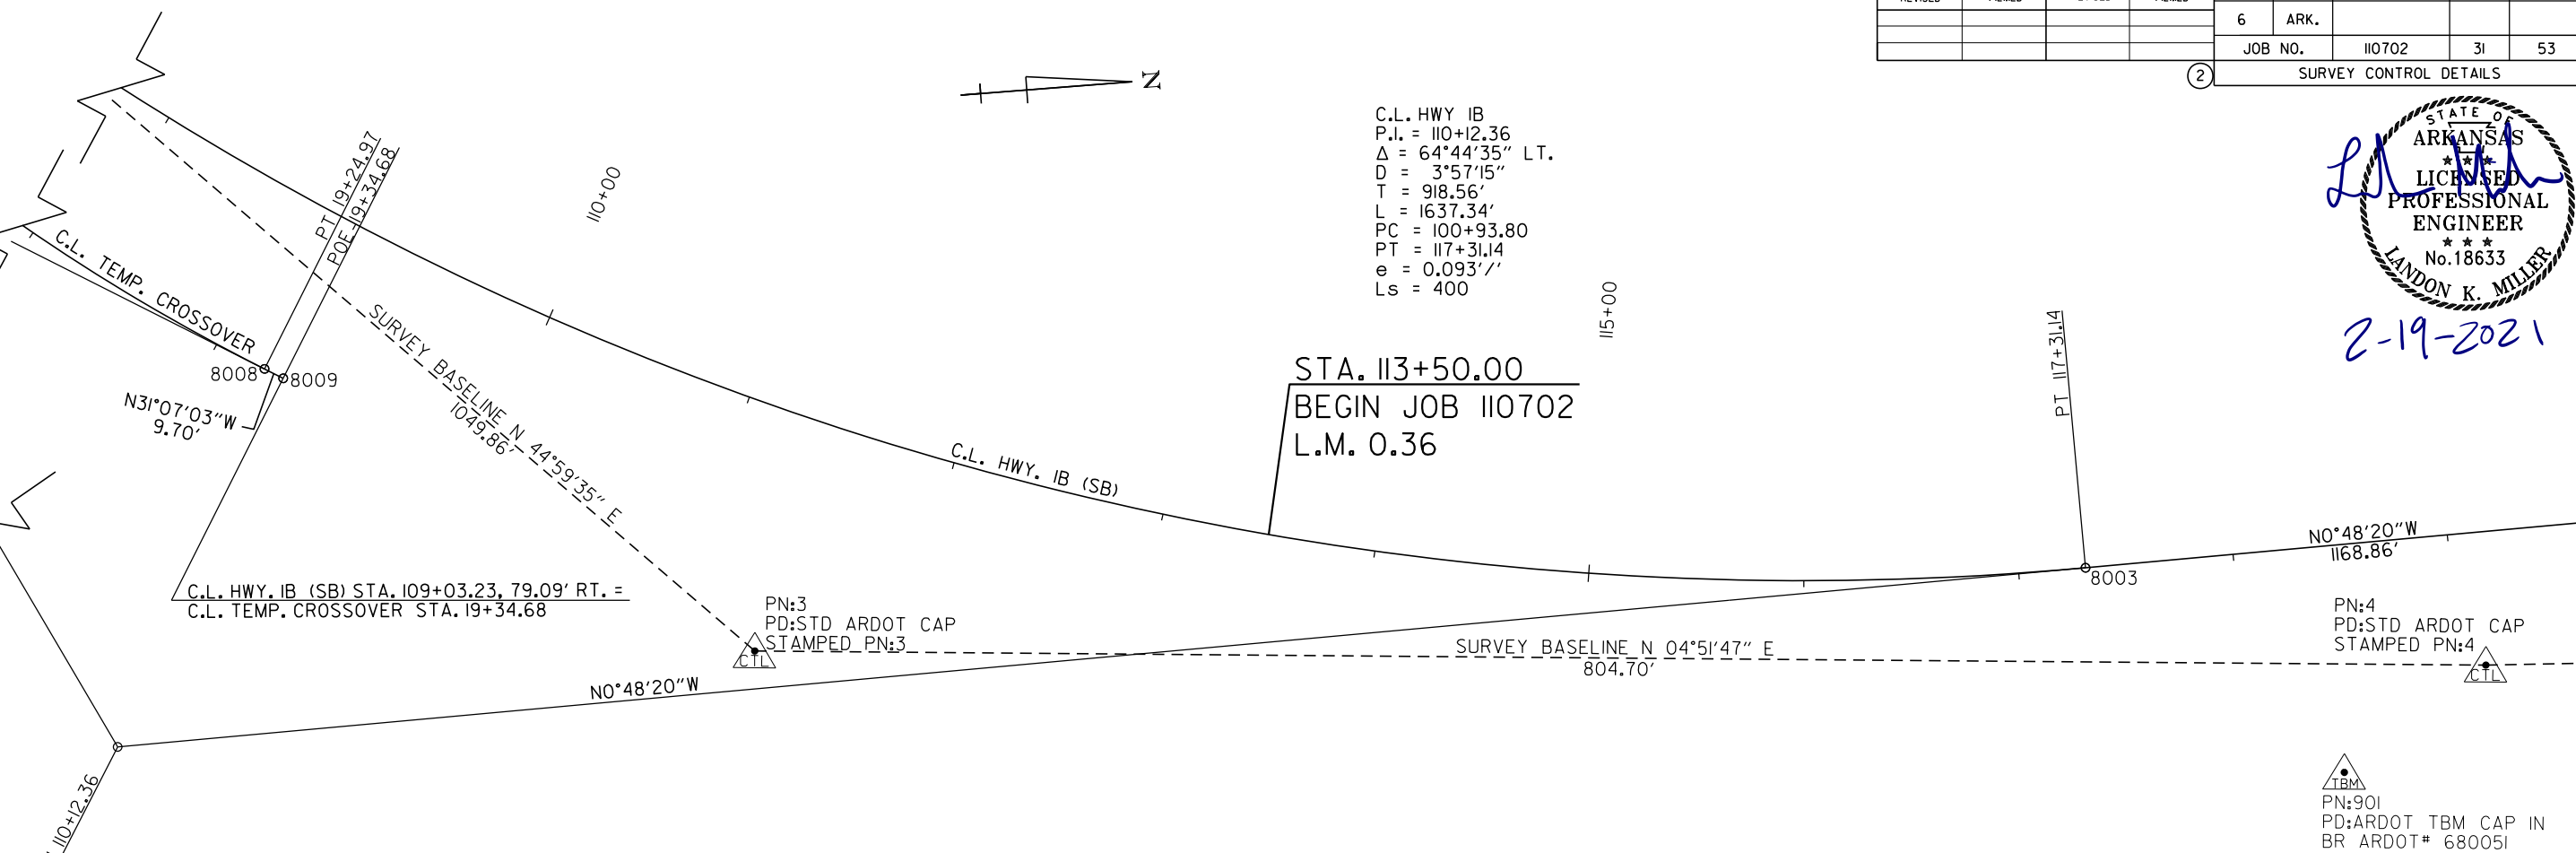 6 ARK.
JOB NO. 110702 31 53
2 SURVEY CONTROL DETAILS
N
STATE OF
ARKANSAS
★ ★ ★
LICENSED
PROFESSIONAL
ENGINEER
★ ★ ★
No.18633
LANDON K. MILLER
2-19-2021
C.L. HWY 1B
P.I. = 110+12.36
Δ = 64°44'35" LT.
D = 3°57'15"
T = 918.56'
L = 1637.34'
PC = 100+93.80
PT = 117+31.14
e = 0.093'/'
Ls = 400
PT 19+24.97
POE 19+34.68
110+00
115+00
PT 117+31.14
C.L. TEMP. CROSSOVER
8008
8009
N31°07'03"W
9.70'
SURVEY BASELINE N 44°59'35" E
1049.86'
STA. 113+50.00
BEGIN JOB 110702
L.M. 0.36
C.L. HWY. 1B (SB)
N0°48'20"W
1168.86'
8003
C.L. HWY. 1B (SB) STA. 109+03.23, 79.09' RT. =
C.L. TEMP. CROSSOVER STA. 19+34.68
PN:3
PD:STD ARDOT CAP
STAMPED PN:3
CTL
SURVEY BASELINE N 04°51'47" E
804.70'
PN:4
PD:STD ARDOT CAP
STAMPED PN:4
CTL
N0°48'20"W
110+12.36
TBM
PN:901
PD:ARDOT TBM CAP IN
BR ARDOT# 680051